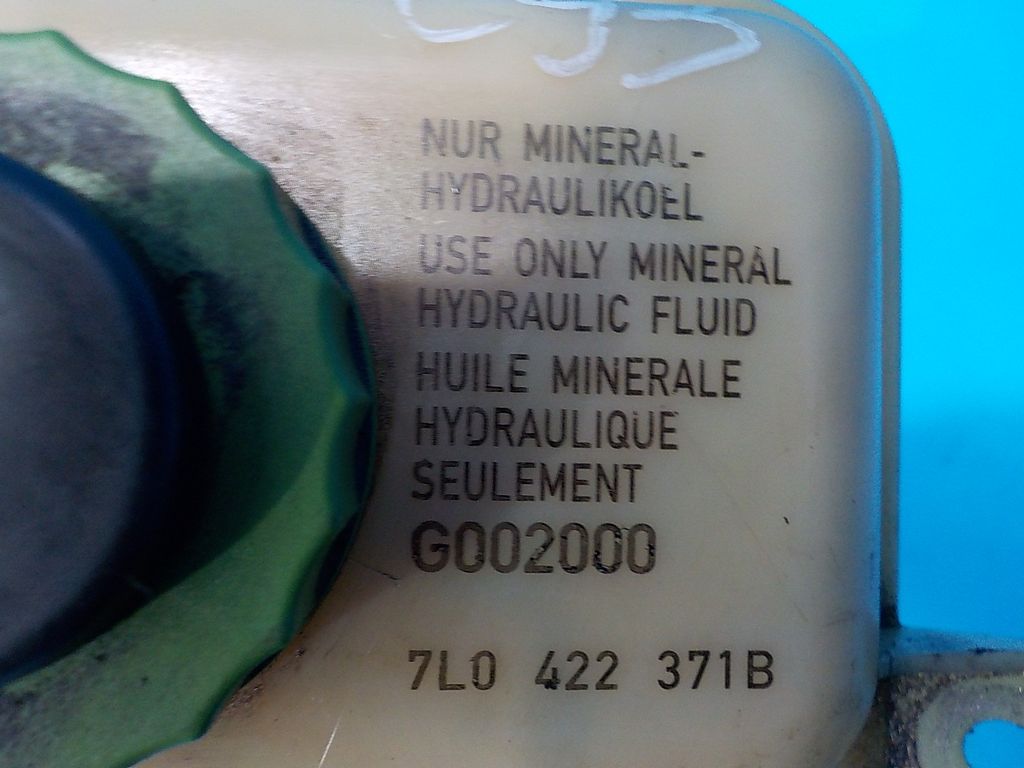 NUR MINERAL-
HYDRAULIKOEL
USE ONLY MINERAL
HYDRAULIC FLUID
HUILE MINERALE
HYDRAULIQUE
SEULEMENT
G002000
7L0 422 371B